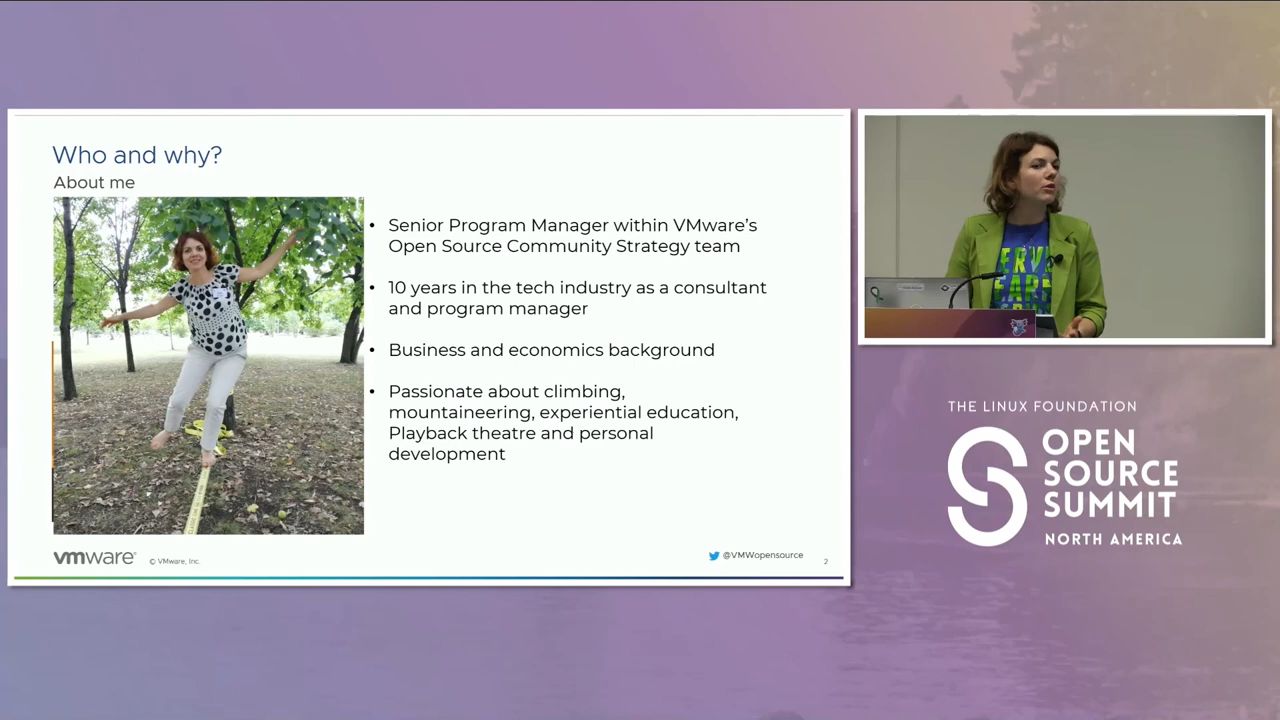 Who and why?
About me
• Senior Program Manager within VMware's
Open Source Community Strategy team
• 10 years in the tech industry as a consultant
and program manager
• Business and economics background
• Passionate about climbing,
mountaineering, experiential education,
Playback theatre and personal
development
vmware®
© VMware, Inc.
@VMWopensource
2
THE LINUX FOUNDATION
OPEN
SOURCE
SUMMIT
NORTH AMERICA